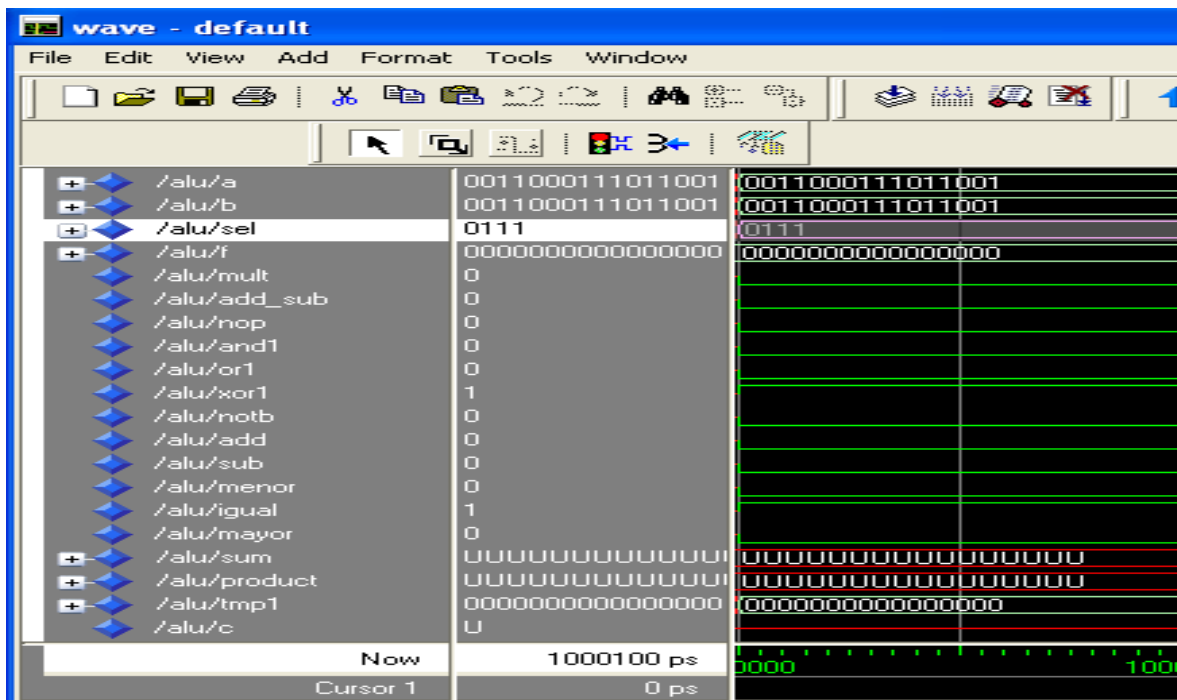 wave - default
File Edit View Add Format Tools Window
/alu/a 0011000111011001 0011000111011001
/alu/b 0011000111011001 0011000111011001
/alu/sel 0111 0111
/alu/f 0000000000000000 0000000000000000
/alu/mult 0
/alu/add_sub 0
/alu/nop 0
/alu/and1 0
/alu/or1 0
/alu/xor1 1
/alu/notb 0
/alu/add 0
/alu/sub 0
/alu/menor 0
/alu/igual 1
/alu/mayor 0
/alu/sum UUUUUUUUUUUUU UUUUUUUUUUUUUUUU
/alu/product UUUUUUUUUUUUU UUUUUUUUUUUUUUUU
/alu/tmp1 0000000000000000 0000000000000000
/alu/c U
Now 1000100 ps 0000 100
Cursor 1 0 ps